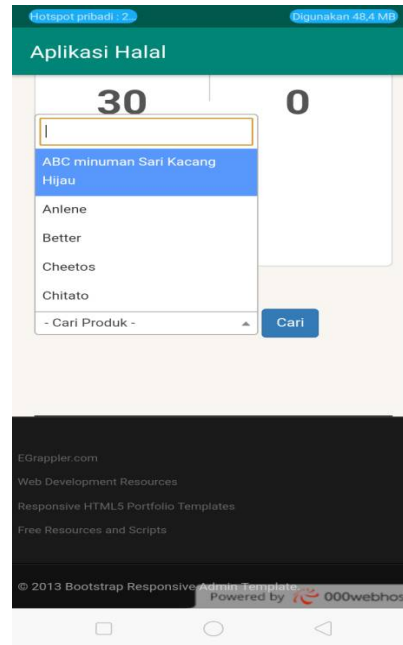 Hotspot pribadi : 2...
Digunakan 48,4 MB
Aplikasi Halal
30
0
ABC minuman Sari Kacang
Hijau
Anlene
Better
Cheetos
Chitato
- Cari Produk -
Cari
EGrappler.com
Web Development Resources
Responsive HTML5 Portfolio Templates
Free Resources and Scripts
© 2013 Bootstrap Responsive Admin Template.
Powered by 000webhos